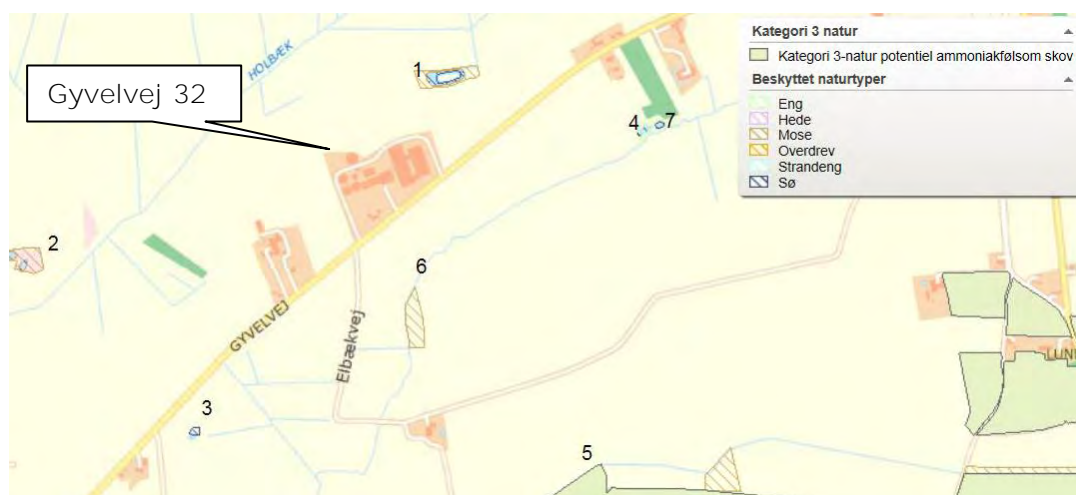 Kategori 3 natur
Kategori 3-natur potentiel ammoniakfølsom skov
Beskyttet naturtyper
Eng
Hede
Mose
Overdrev
Strandeng
Sø
HOLBÆK
Gyvelvej 32
1
4
7
2
6
GYVELVEJ
Elbækvej
3
5